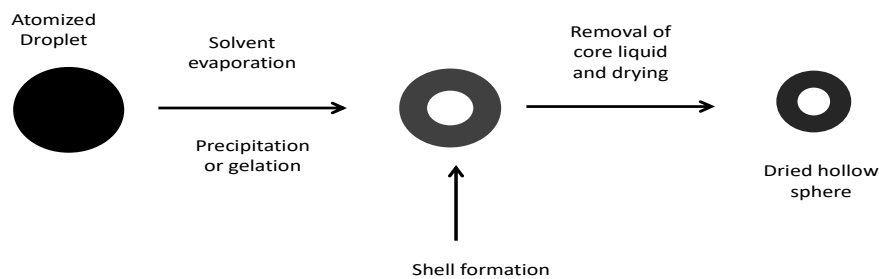 Atomized
Droplet
Solvent
evaporation
Precipitation
or gelation
Shell formation
Removal of
core liquid
and drying
Dried hollow
sphere